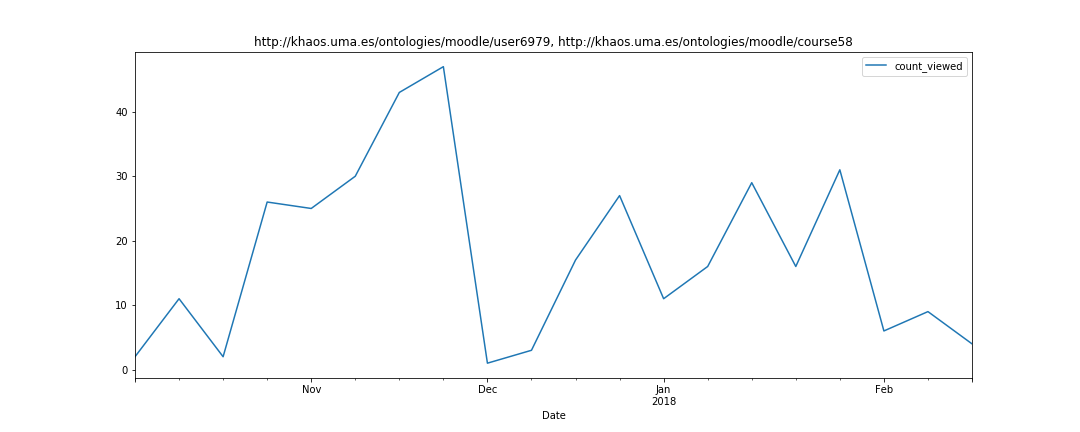 http://khaos.uma.es/ontologies/moodle/user6979, http://khaos.uma.es/ontologies/moodle/course58
count_viewed
40
30
20
10
0
Nov
Dec
Jan
2018
Feb
Date